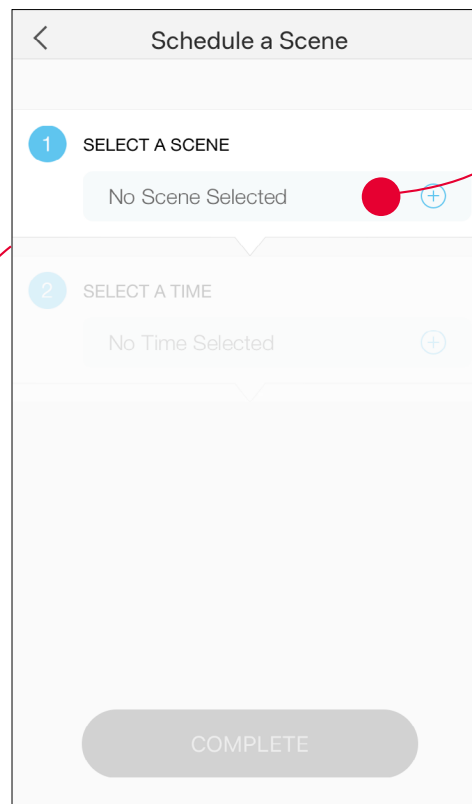 Schedule a Scene
1 SELECT A SCENE
No Scene Selected
2 SELECT A TIME
No Time Selected
COMPLETE